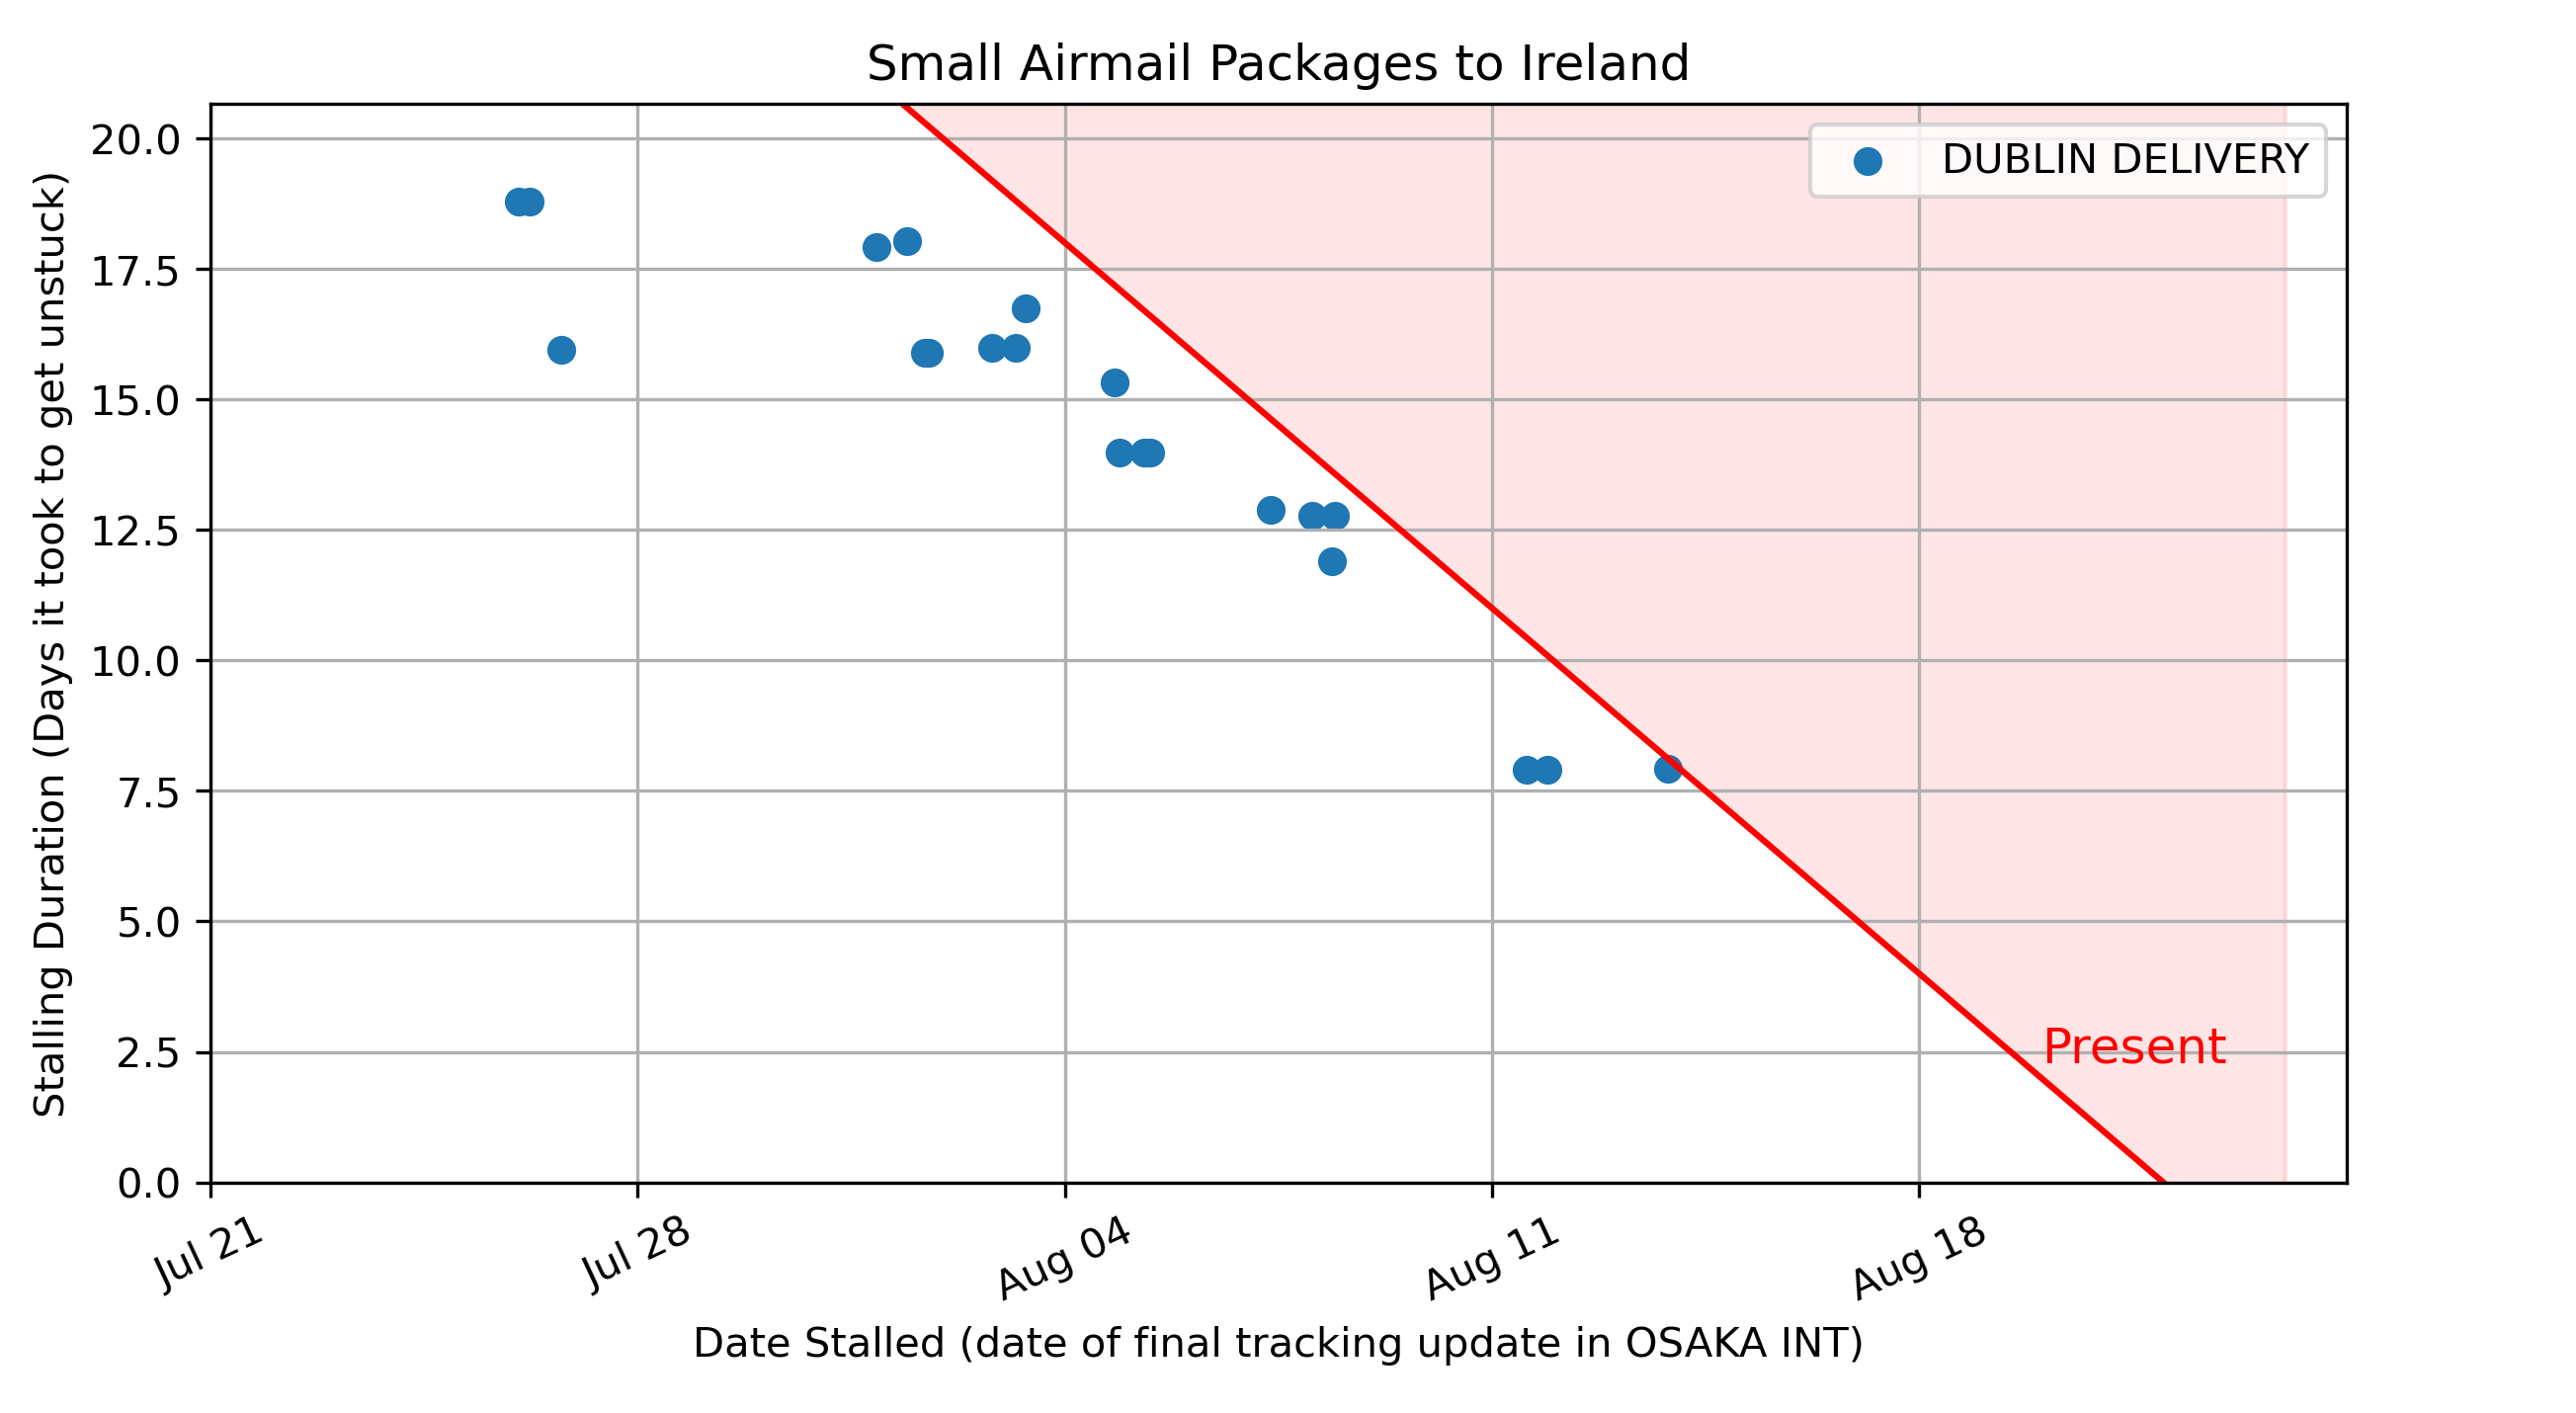 Small Airmail Packages to Ireland
DUBLIN DELIVERY
Stalling Duration (Days it took to get unstuck)
20.0
17.5
15.0
12.5
10.0
7.5
5.0
2.5
0.0
Present
Jul 21
Jul 28
Aug 04
Aug 11
Aug 18
Date Stalled (date of final tracking update in OSAKA INT)